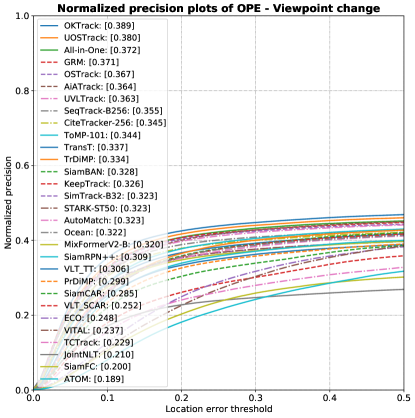 Normalized precision plots of OPE - Viewpoint change
1.0
0.8
0.6
0.4
0.2
0.0
Normalized precision
OKTrack: [0.389]
UOSTrack: [0.380]
All-in-One: [0.372]
GRM: [0.371]
OSTrack: [0.367]
AiATrack: [0.364]
UVLTrack: [0.363]
SeqTrack-B256: [0.355]
CiteTracker-256: [0.345]
ToMP-101: [0.344]
TransT: [0.337]
TrDiMP: [0.334]
SiamBAN: [0.328]
KeepTrack: [0.326]
SimTrack-B32: [0.323]
STARK-ST50: [0.323]
AutoMatch: [0.323]
Ocean: [0.322]
MixFormerV2-B: [0.320]
SiamRPN++: [0.309]
VLT_TT: [0.306]
PrDiMP: [0.299]
SiamCAR: [0.285]
VLT_SCAR: [0.252]
ECO: [0.248]
VITAL: [0.237]
TCTrack: [0.229]
JointNLT: [0.210]
SiamFC: [0.200]
ATOM: [0.189]
0.0 0.1 0.2 0.3 0.4 0.5
Location error threshold